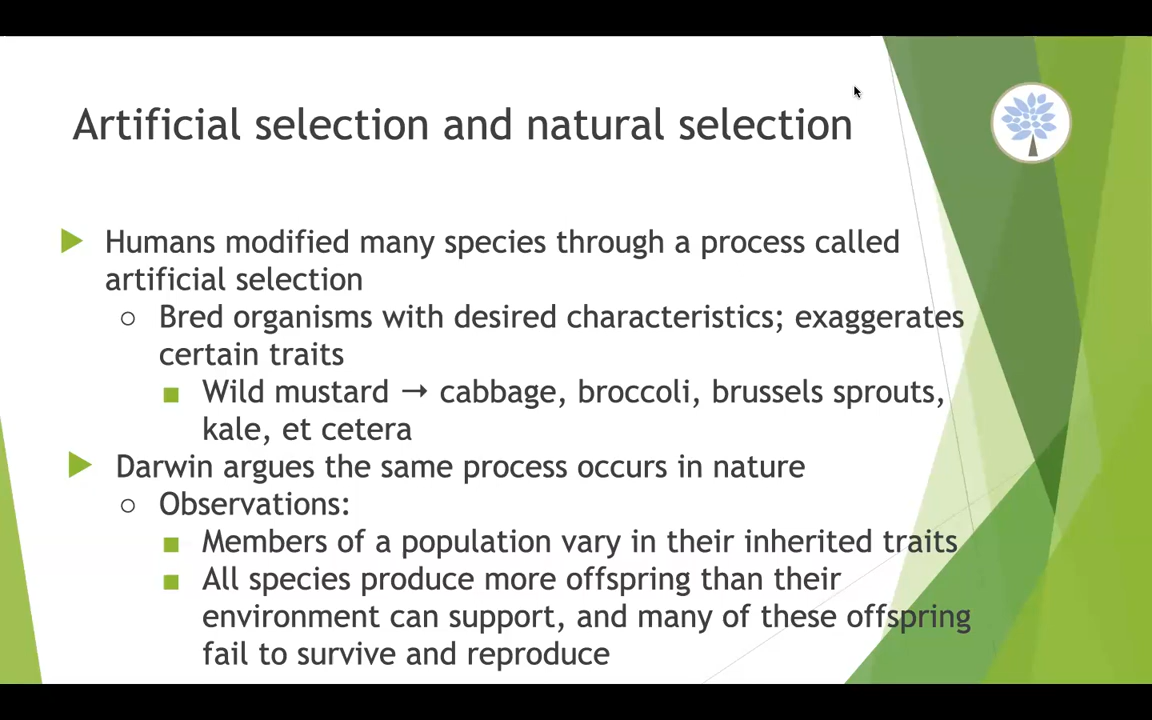 Artificial selection and natural selection
Humans modified many species through a process called
artificial selection
Bred organisms with desired characteristics; exaggerates
certain traits
Wild mustard → cabbage, broccoli, brussels sprouts,
kale, et cetera
Darwin argues the same process occurs in nature
Observations:
Members of a population vary in their inherited traits
All species produce more offspring than their
environment can support, and many of these offspring
fail to survive and reproduce